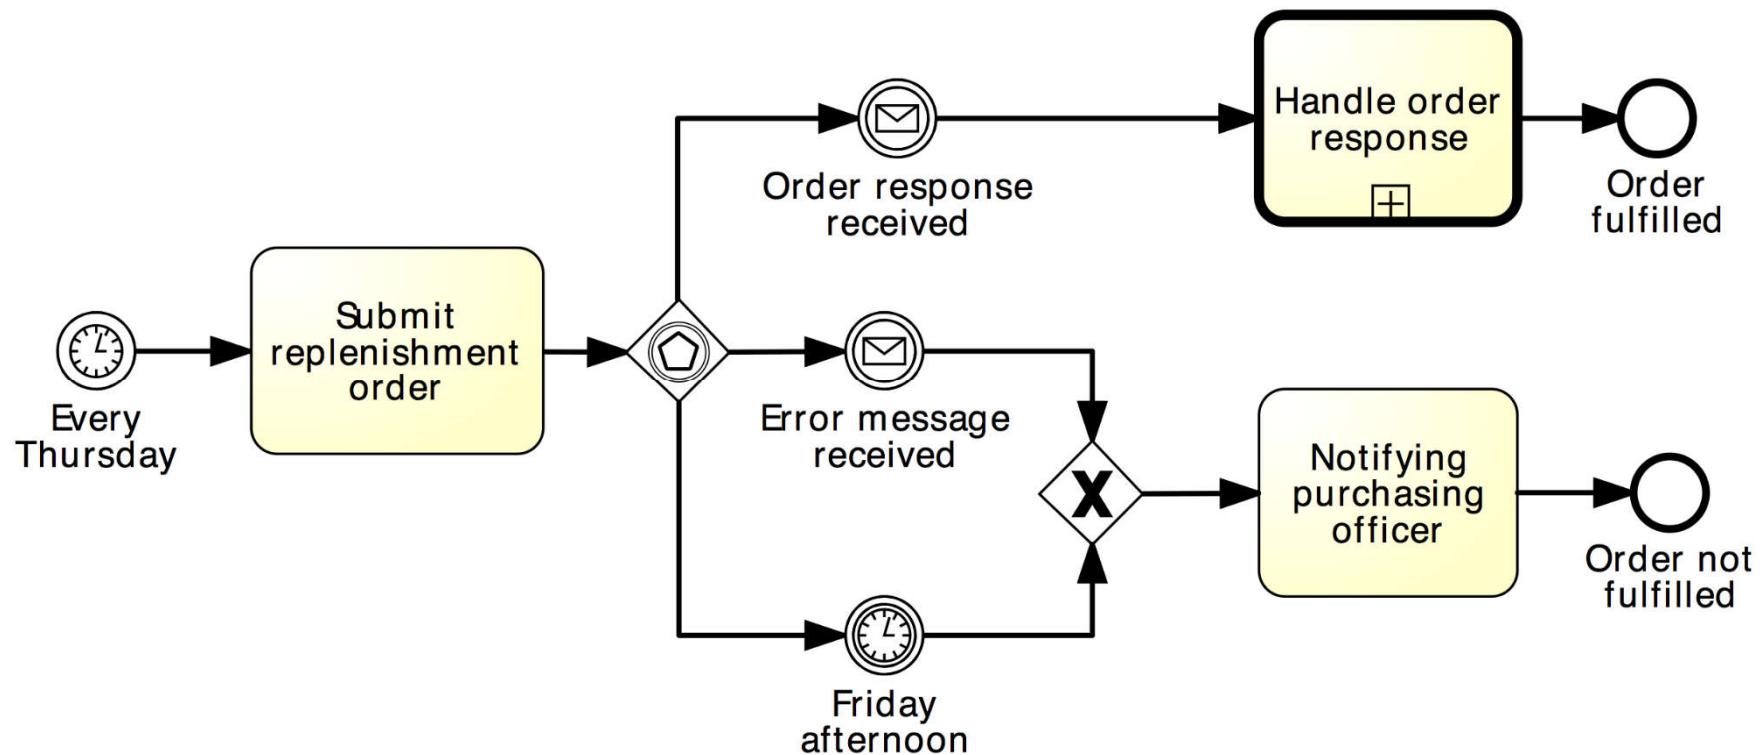 Every
Thursday
Submit
replenishment
order
Order response
received
Handle order
response
Order
fulfilled
Error message
received
Friday
afternoon
X
Notifying
purchasing
officer
Order not
fulfilled